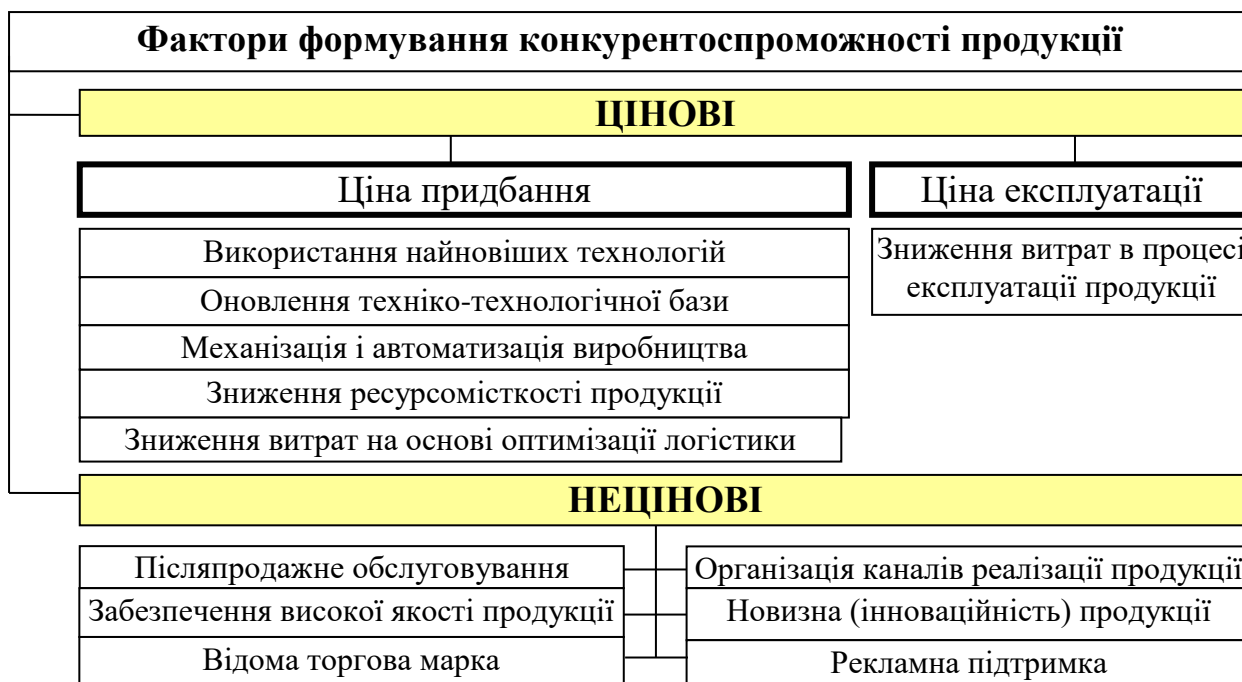 Фактори формування конкурентоспроможності продукції
ЦІНОВІ
Ціна придбання
Ціна експлуатації
Використання найновіших технологій
Оновлення техніко-технологічної бази
Механізація і автоматизація виробництва
Зниження ресурсомісткості продукції
Зниження витрат на основі оптимізації логістики
Зниження витрат в процесі
експлуатації продукції
НЕЦІНОВІ
Післяпродажне обслуговування
Організація каналів реалізації продукції
Забезпечення високої якості продукції
Новизна (інноваційність) продукції
Відома торгова марка
Рекламна підтримка